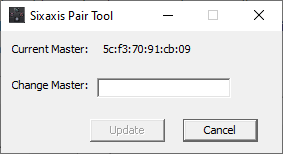 Sixaxis Pair Tool
Current Master: 5c:f3:70:91:cb:09
Change Master:
Update Cancel